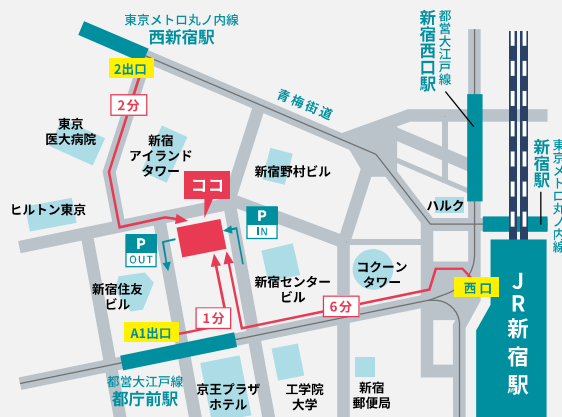 東京メトロ丸ノ内線
西新宿駅
2出口
2分
東京
医大病院
新宿
アイランド
タワー
青梅街道
都営大江戸線
新宿西口駅
東京メトロ丸ノ内線
新宿駅
新宿野村ビル
ココ
ヒルトン東京
P
IN
P
OUT
ハルク
新宿住友
ビル
新宿センター
ビル
コクーン
タワー
西口
JR新宿駅
A1出口
1分
6分
都営大江戸線
都庁前駅
京王プラザ
ホテル
工学院
大学
新宿
郵便局